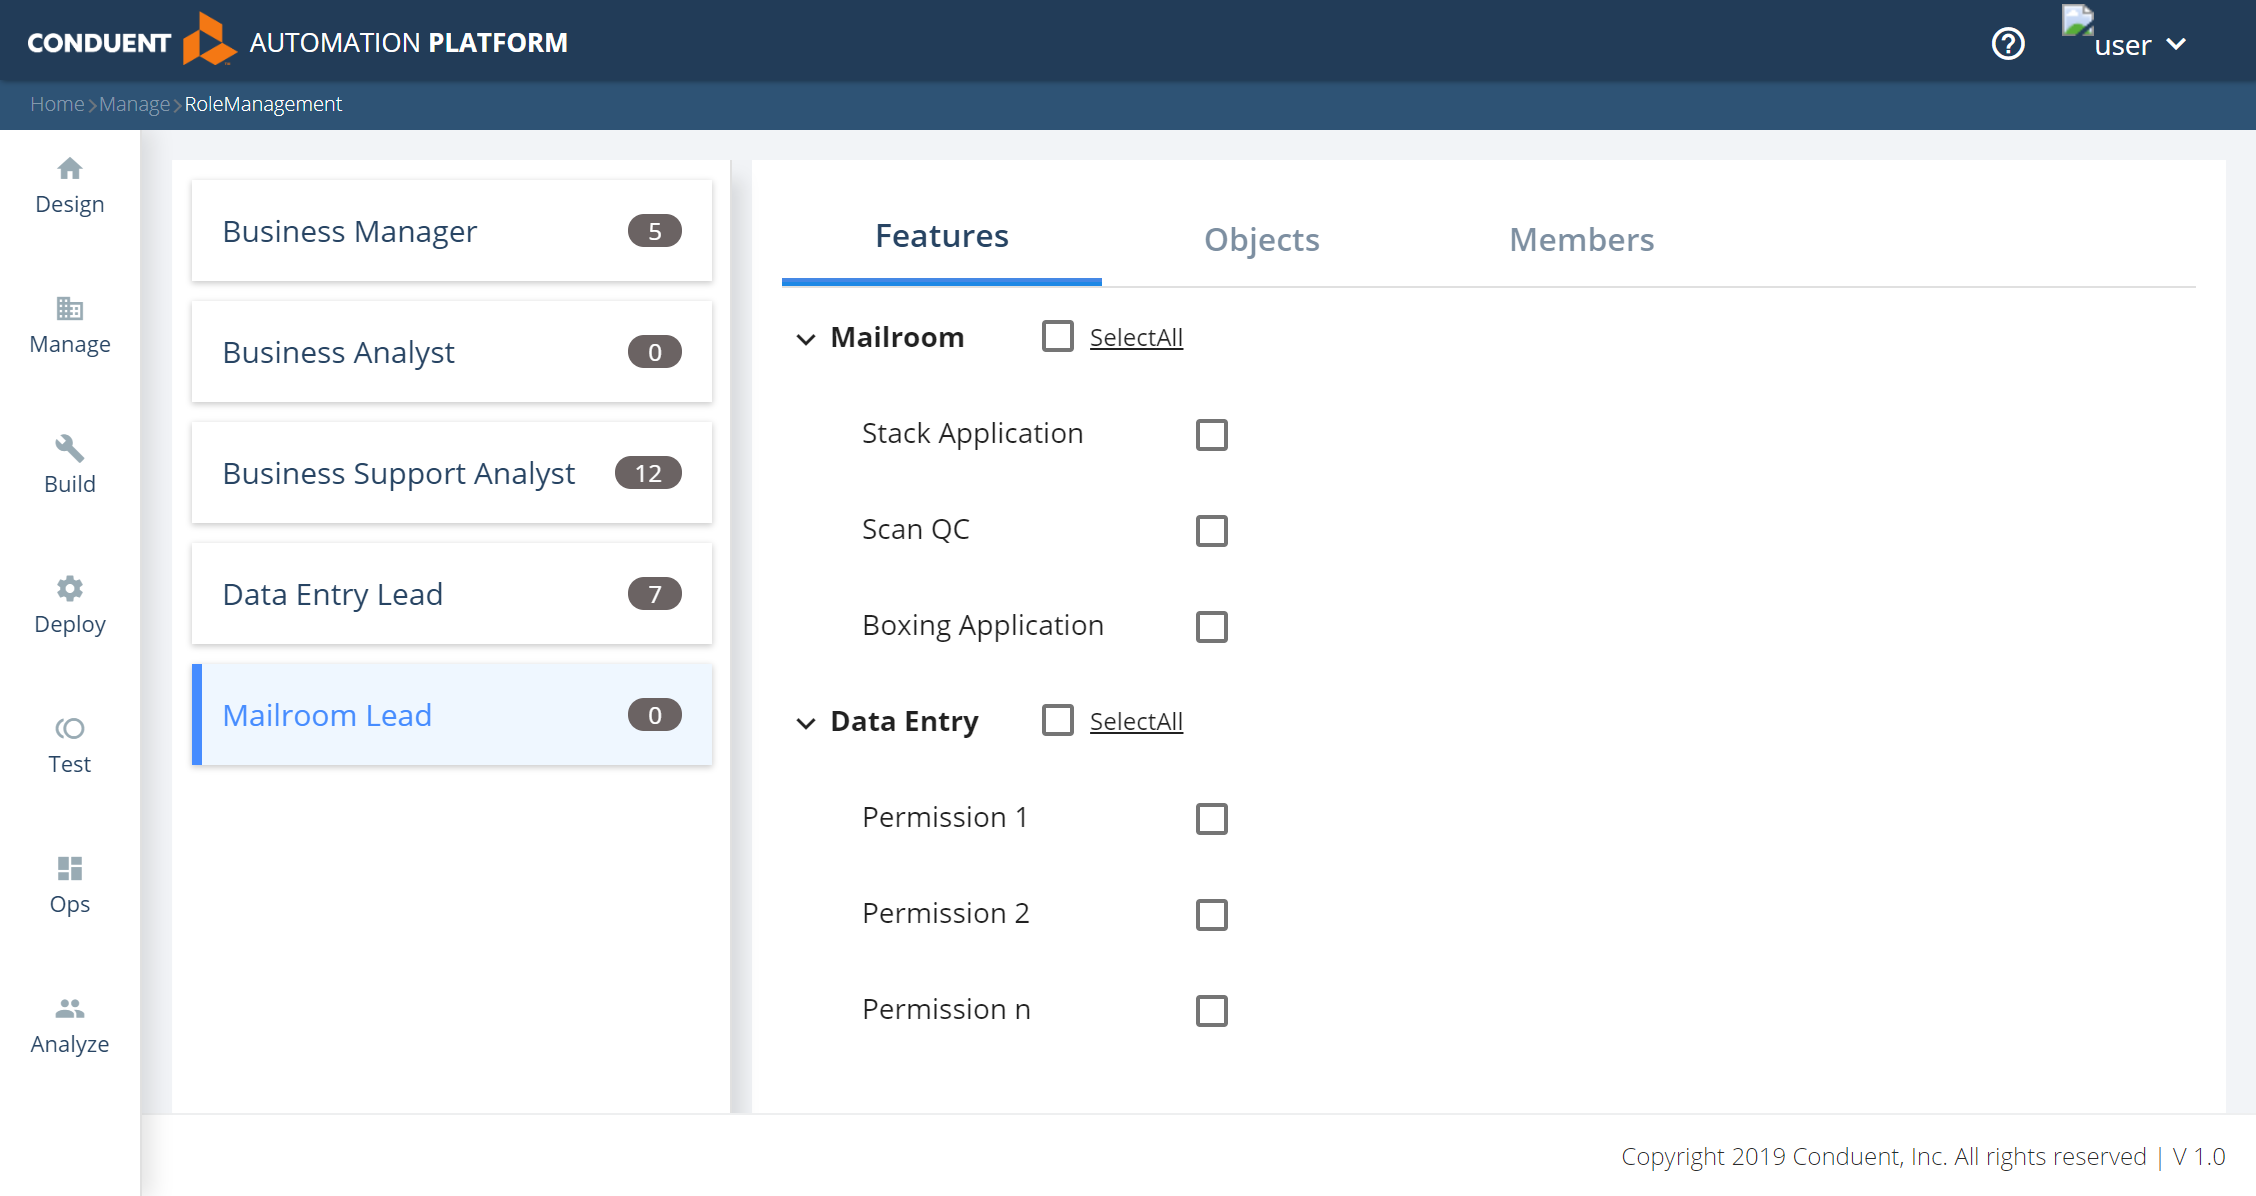 CONDUENT AUTOMATION PLATFORM
user
Home > Manage > RoleManagement
Design
Manage
Build
Deploy
Test
Ops
Analyze
Business Manager 5
Business Analyst 0
Business Support Analyst 12
Data Entry Lead 7
Mailroom Lead 0
Features Objects Members
Mailroom SelectAll
Stack Application
Scan QC
Boxing Application
Data Entry SelectAll
Permission 1
Permission 2
Permission n
Copyright 2019 Conduent, Inc. All rights reserved | V 1.0